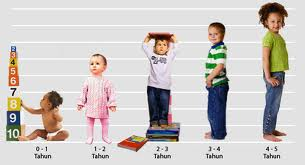 4
5
6
7
8
9
10
0 - 1
Tahun
1 - 2
Tahun
2 - 3
Tahun
3 - 4
Tahun
4 - 5
Tahun